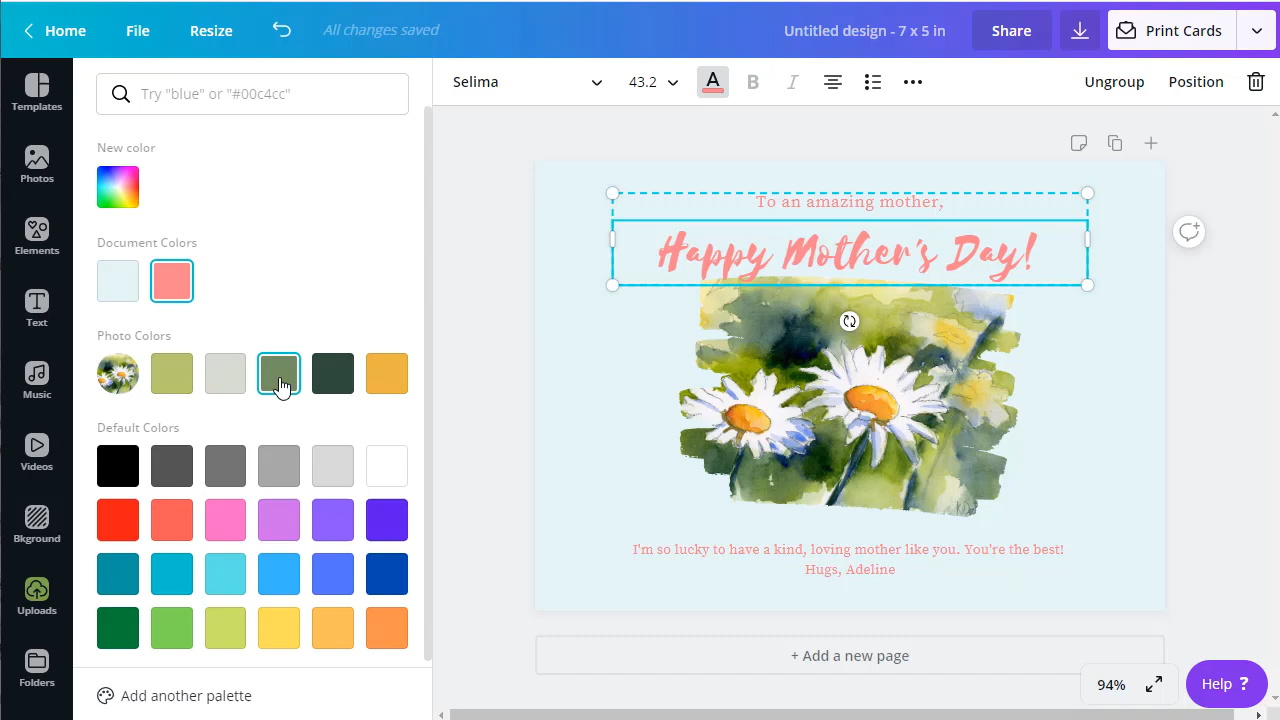 Home File Resize All changes saved Untitled design - 7 x 5 in Share Print Cards
Templates
Photos
Elements
Text
Music
Videos
Bkground
Uploads
Folders
Try "blue" or "#00c4cc"
New color
Document Colors
Photo Colors
Default Colors
Add another palette
Selima 43.2 A B I Ungroup Position
To an amazing mother,
Happy Mother's Day!
I'm so lucky to have a kind, loving mother like you. You're the best!
Hugs, Adeline
+ Add a new page
94% Help ?